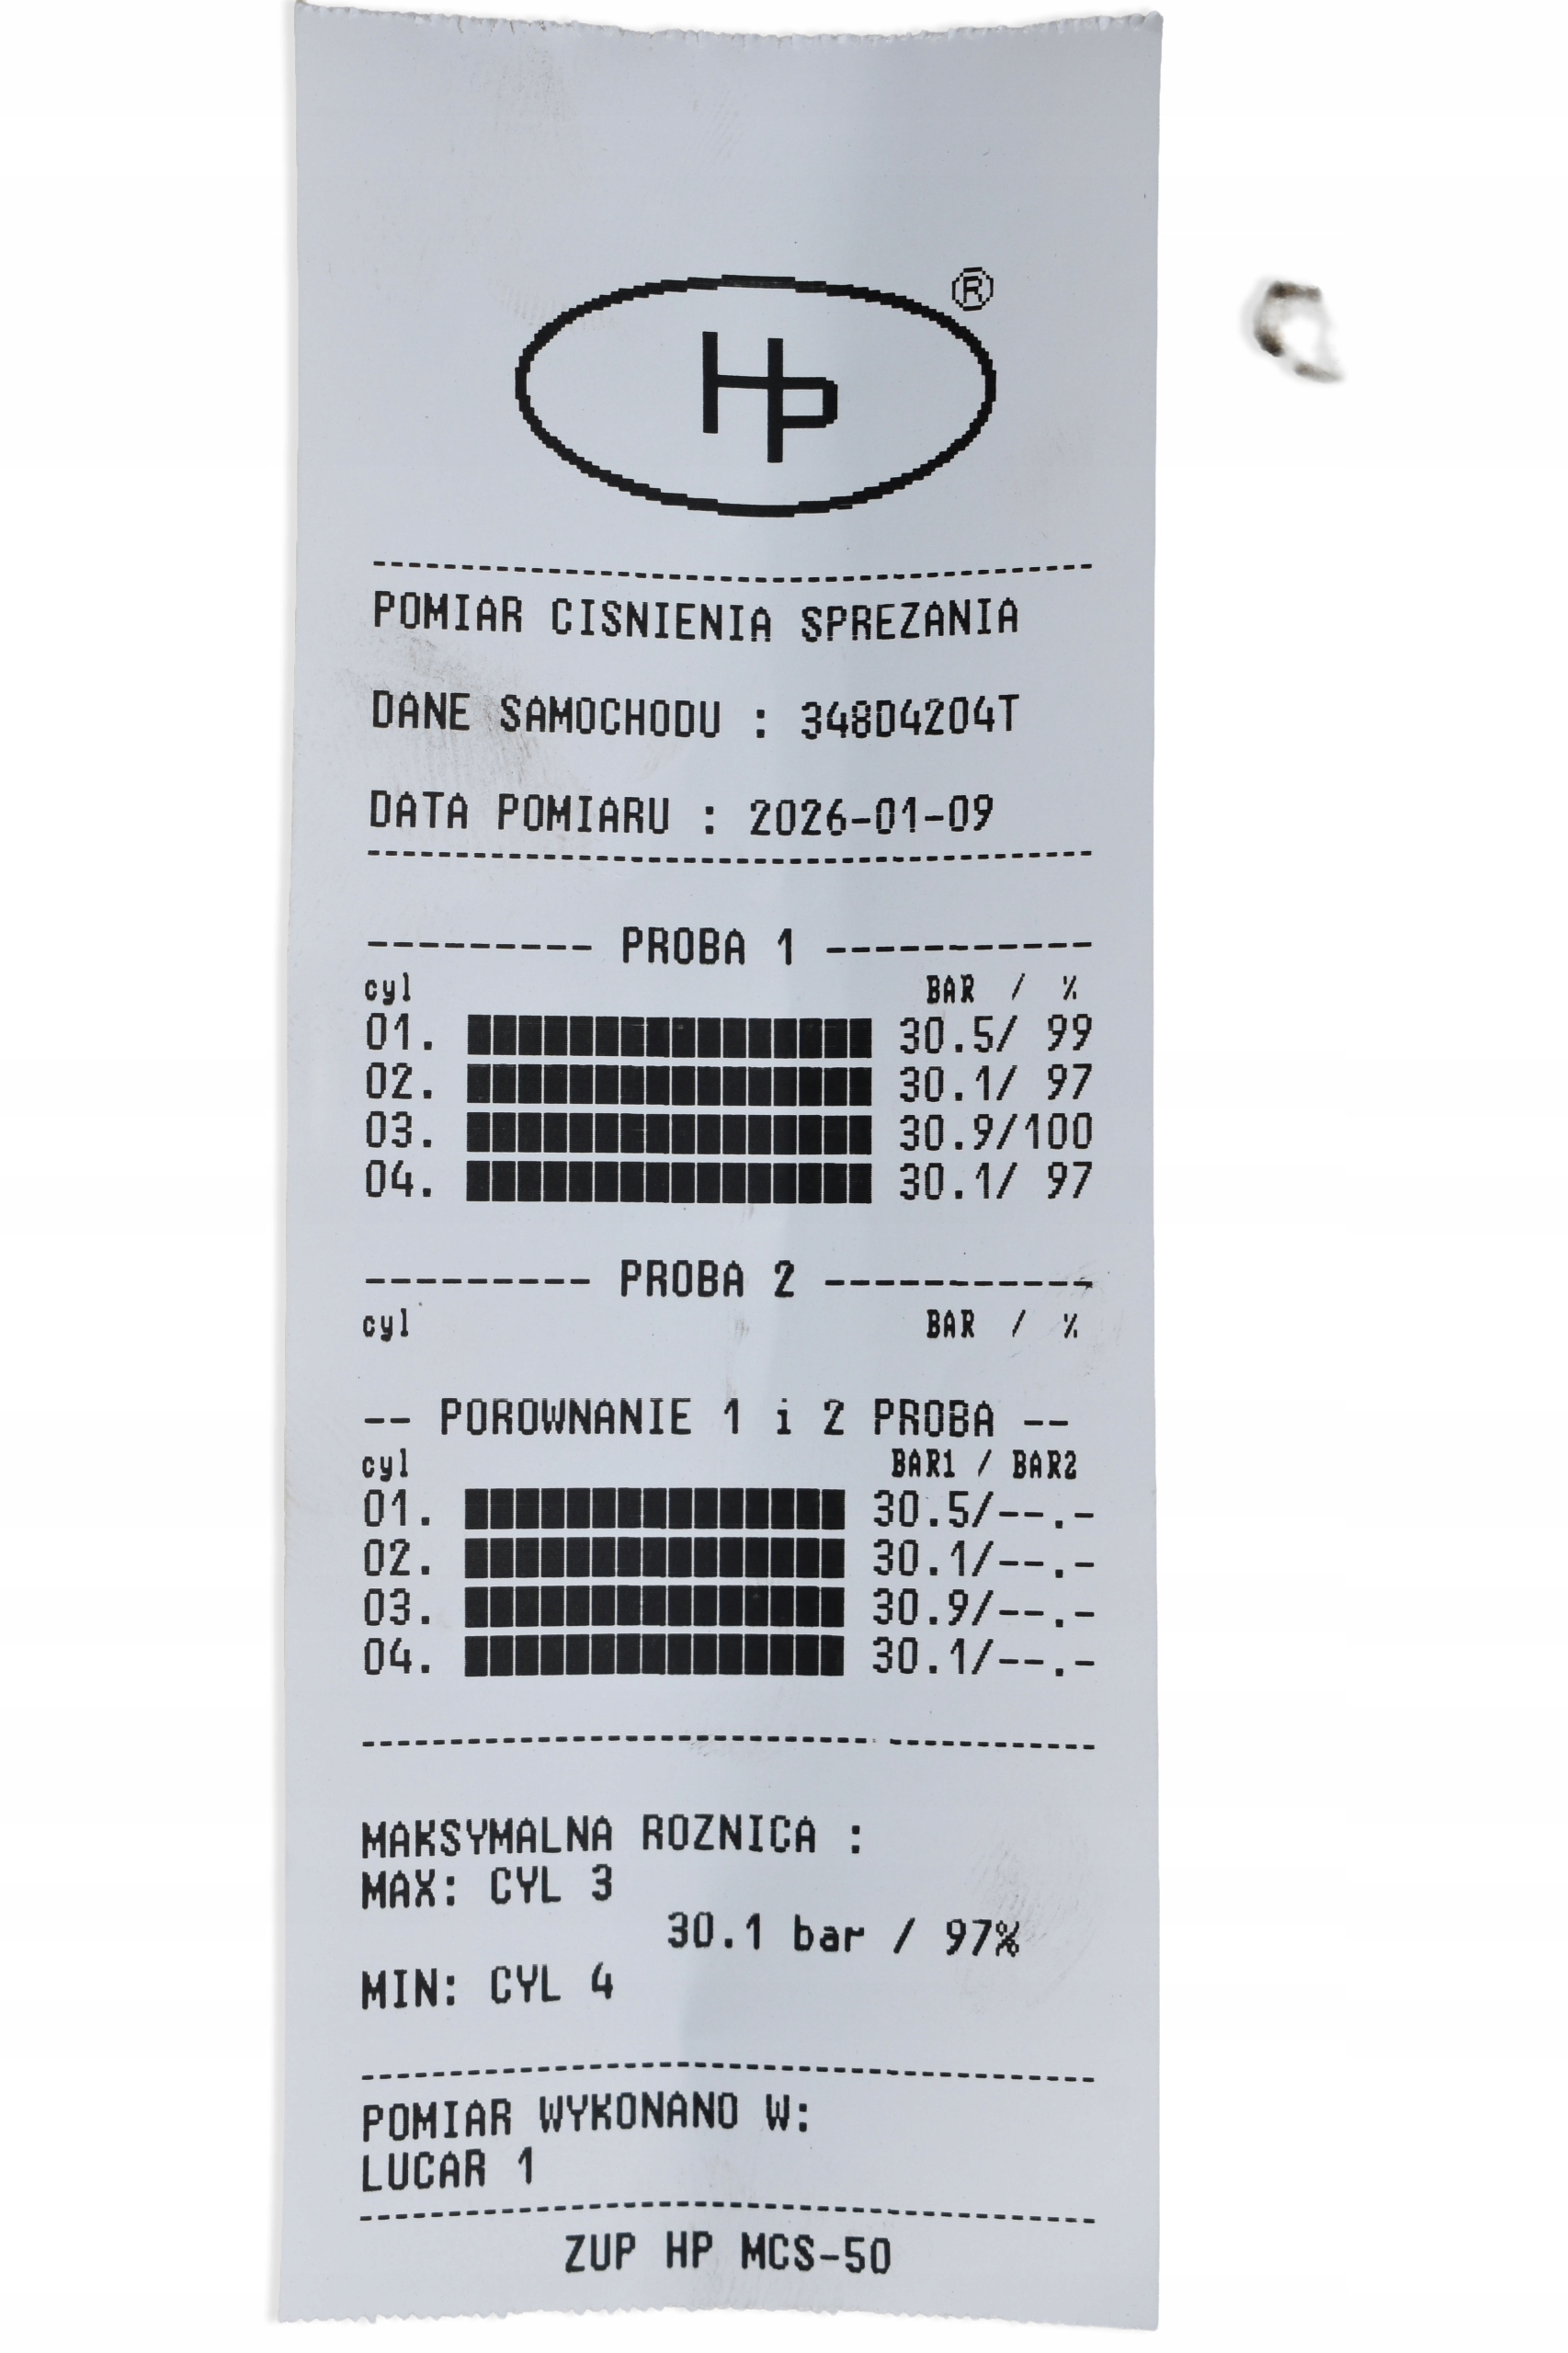 HP ®
--------------------------------
POMIAR CISNIENIA SPREZANIA
DANE SAMOCHODU : 348D4204T
DATA POMIARU : 2026-01-09
--------------------------------
--------- PROBA 1 -----------
cyl BAR / %
01. 30.5/ 99
02. 30.1/ 97
03. 30.9/100
04. 30.1/ 97
--------- PROBA 2 -----------
cyl BAR / %
-- POROWNANIE 1 i 2 PROBA --
cyl BAR1 / BAR2
01. 30.5/--.-
02. 30.1/--.-
03. 30.9/--.-
04. 30.1/--.-
--------------------------------
MAKSYMALNA ROZNICA :
MAX: CYL 3
30.1 bar / 97%
MIN: CYL 4
--------------------------------
POMIAR WYKONANO W:
LUCAR 1
--------------------------------
ZUP HP MCS-50